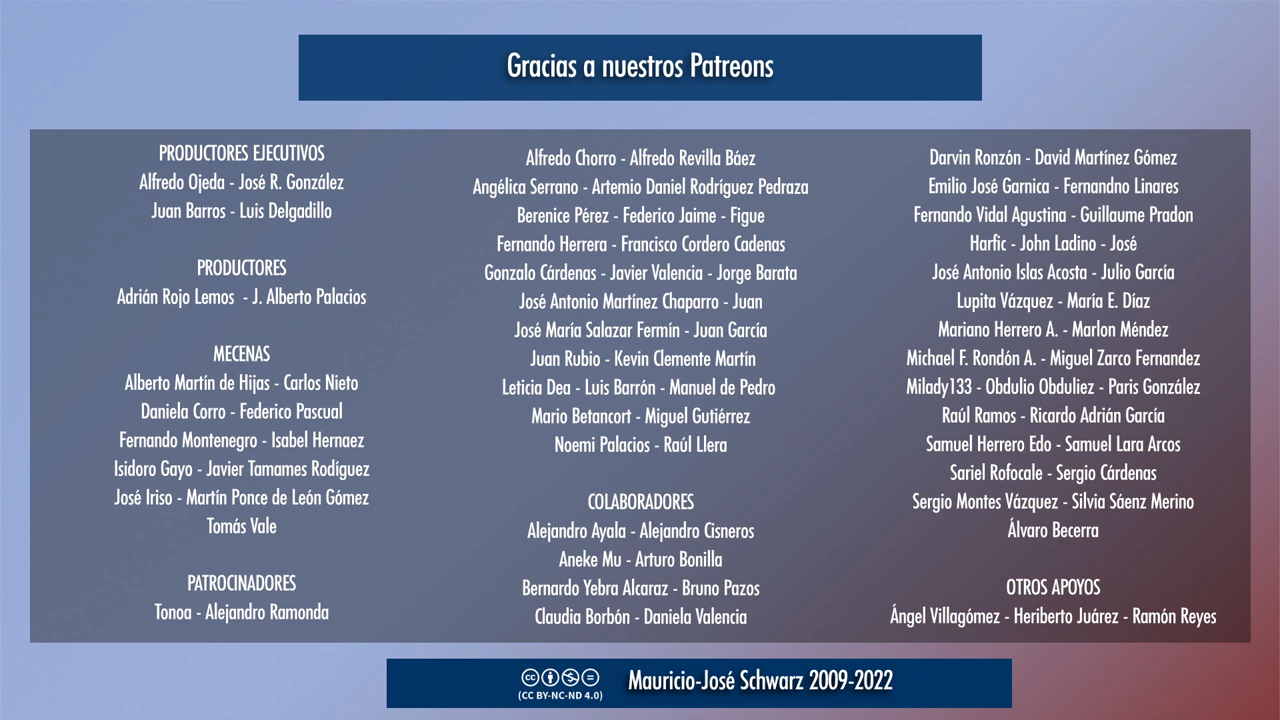 Gracias a nuestros Patreons
PRODUCTORES EJECUTIVOS
Alfredo Ojeda - José R. González
Juan Barros - Luis Delgadillo
PRODUCTORES
Adrián Rojo Lemos - J. Alberto Palacios
MECENAS
Alberto Martín de Hijas - Carlos Nieto
Daniela Corro - Federico Pascual
Fernando Montenegro - Isabel Hernaez
Isidoro Gayo - Javier Tamames Rodíguez
José Iriso - Martín Ponce de León Gómez
Tomás Vale
PATROCINADORES
Tonoa - Alejandro Ramonda
Alfredo Chorro - Alfredo Revilla Báez
Angélica Serrano - Artemio Daniel Rodríguez Pedraza
Berenice Pérez - Federico Jaime - Figue
Fernando Herrera - Francisco Cordero Cadenas
Gonzalo Cárdenas - Javier Valencia - Jorge Barata
José Antonio Martínez Chaparro - Juan
José María Salazar Fermín - Juan García
Juan Rubio - Kevin Clemente Martín
Leticia Dea - Luis Barrón - Manuel de Pedro
Mario Betancort - Miguel Gutiérrez
Noemi Palacios - Raúl Llera
COLABORADORES
Alejandro Ayala - Alejandro Cisneros
Aneke Mu - Arturo Bonilla
Bernardo Yebra Alcaraz - Bruno Pazos
Claudia Borbón - Daniela Valencia
Darvin Ronzón - David Martínez Gómez
Emilio José Garnica - Fernandno Linares
Fernando Vidal Agustina - Guillaume Pradon
Harfic - John Ladino - José
José Antonio Islas Acosta - Julio García
Lupita Vázquez - María E. Díaz
Mariano Herrero A. - Marlon Méndez
Michael F. Rondón A. - Miguel Zarco Fernandez
Milady133 - Obdulio Obduliez - Paris González
Raúl Ramos - Ricardo Adrián García
Samuel Herrero Edo - Samuel Lara Arcos
Sariel Rofocale - Sergio Cárdenas
Sergio Montes Vázquez - Silvia Sáenz Merino
Álvaro Becerra
OTROS APOYOS
Ángel Villagómez - Heriberto Juárez - Ramón Reyes
(CC BY-NC-ND 4.0)
Mauricio-José Schwarz 2009-2022